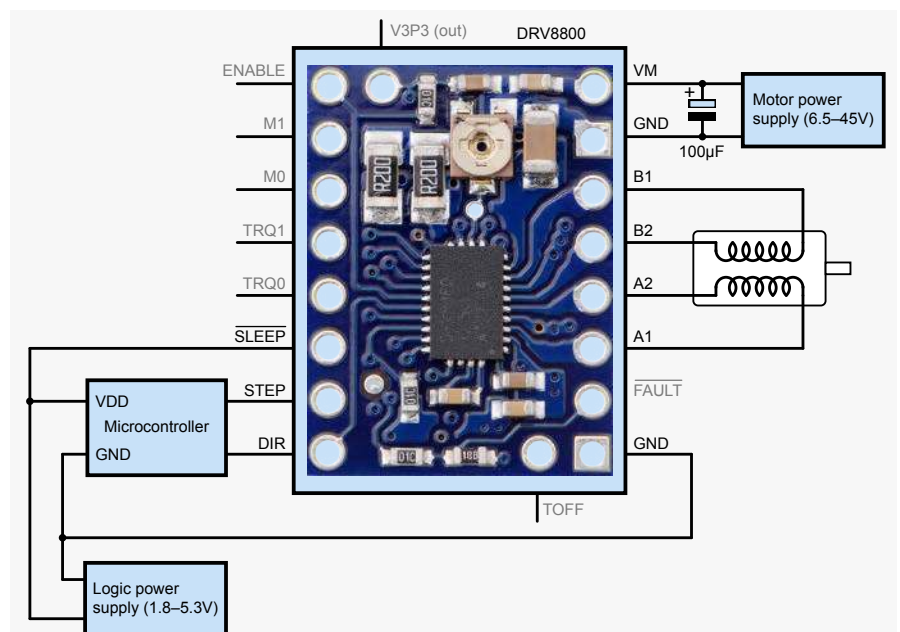 V3P3 (out)
DRV8800
ENABLE
M1
M0
TRQ1
TRQ0
SLEEP
STEP
DIR
VM
GND
B1
B2
A2
A1
FAULT
GND
TOFF
+
100µF
Motor power
supply (6.5–45V)
VDD
Microcontroller
GND
Logic power
supply (1.8–5.3V)
R200
R200
010